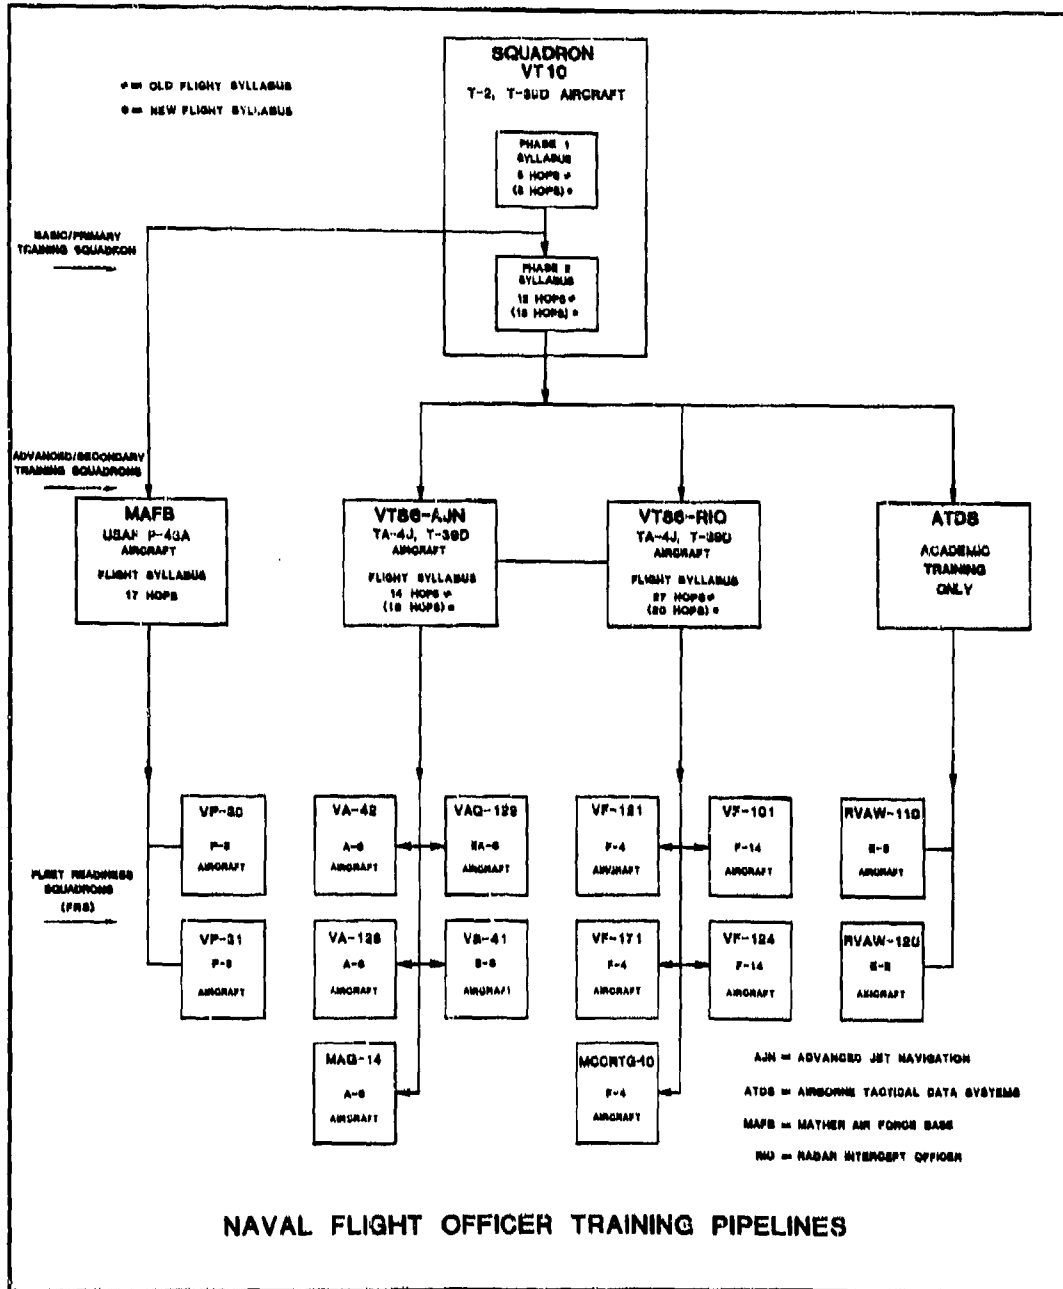 SQUADRON
VT10
T-2, T-39D AIRCRAFT
≠ = OLD FLIGHT SYLLABUS
* = NEW FLIGHT SYLLABUS
PHASE 1
SYLLABUS
HOPS ≠
HOPS) *
BASIC/PRIMARY
TRAINING SQUADRON
PHASE 2
SYLLABUS
HOPS ≠
HOPS) *
ADVANCED/SECONDARY
TRAINING SQUADRONS
MAFB
USAF
AIRCRAFT
FLIGHT SYLLABUS
17 HOPS
VT86-AJN
TA-4J, T-39D
AIRCRAFT
FLIGHT SYLLABUS
14 HOPS ≠
HOPS) *
VT86-RIO
TA-4J, T-39D
AIRCRAFT
FLIGHT SYLLABUS
27 HOPS ≠
(20 HOPS) *
ATDS
ACADEMIC
TRAINING
ONLY
FLEET READINESS
SQUADRONS
(FRS)
VP-30
P-3
AIRCRAFT
VA-42
A-6
AIRCRAFT
VAQ-129
EA-6
AIRCRAFT
VF-121
F-4
AIRCRAFT
VF-101
F-14
AIRCRAFT
RVAW-110
E-2
AIRCRAFT
VP-31
P-3
AIRCRAFT
VA-128
A-6
AIRCRAFT
VS-41
S-3
AIRCRAFT
VF-171
F-4
AIRCRAFT
VF-124
F-14
AIRCRAFT
RVAW-120
E-2
AIRCRAFT
MAG-14
A-6
AIRCRAFT
MCCRTG-10
F-4
AIRCRAFT
AJN = ADVANCED JET NAVIGATION
ATDS = AIRBORNE TACTICAL DATA SYSTEMS
MAFB = MATHER AIR FORCE BASE
RIO = RADAR INTERCEPT OFFICER
NAVAL FLIGHT OFFICER TRAINING PIPELINES